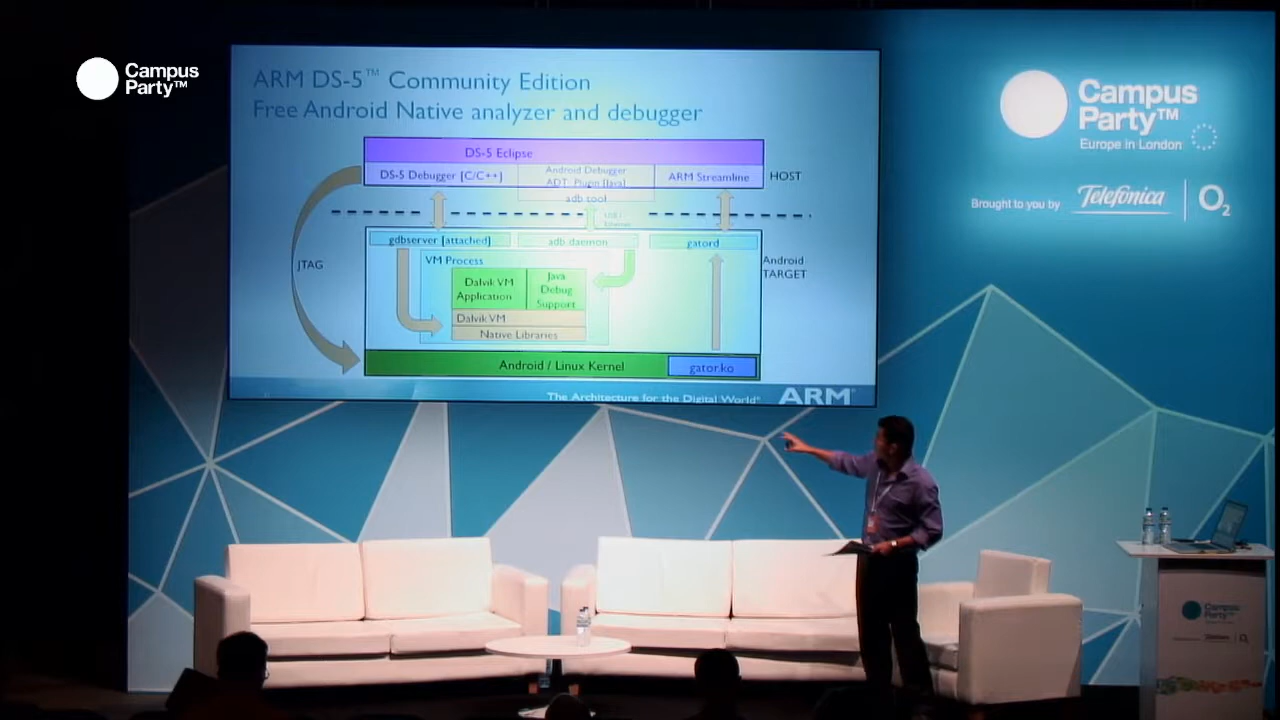 Campus
Party™
ARM DS-5™ Community Edition
Free Android Native analyzer and debugger
DS-5 Eclipse
DS-5 Debugger [C/C++]
Android Debugger
ADT Plugin [Java]
ARM Streamline
HOST
adb tool
gdbserver [attached]
adb daemon
gatord
JTAG
VM Process
Android
TARGET
Dalvik VM
Application
Java
Debug
Support
Dalvik VM
Native Libraries
Android / Linux Kernel
gator.ko
The Architecture for the Digital World®
ARM®
Campus
Party™
Europe in London
Brought to you by
Telefónica
O2
Campus
Party